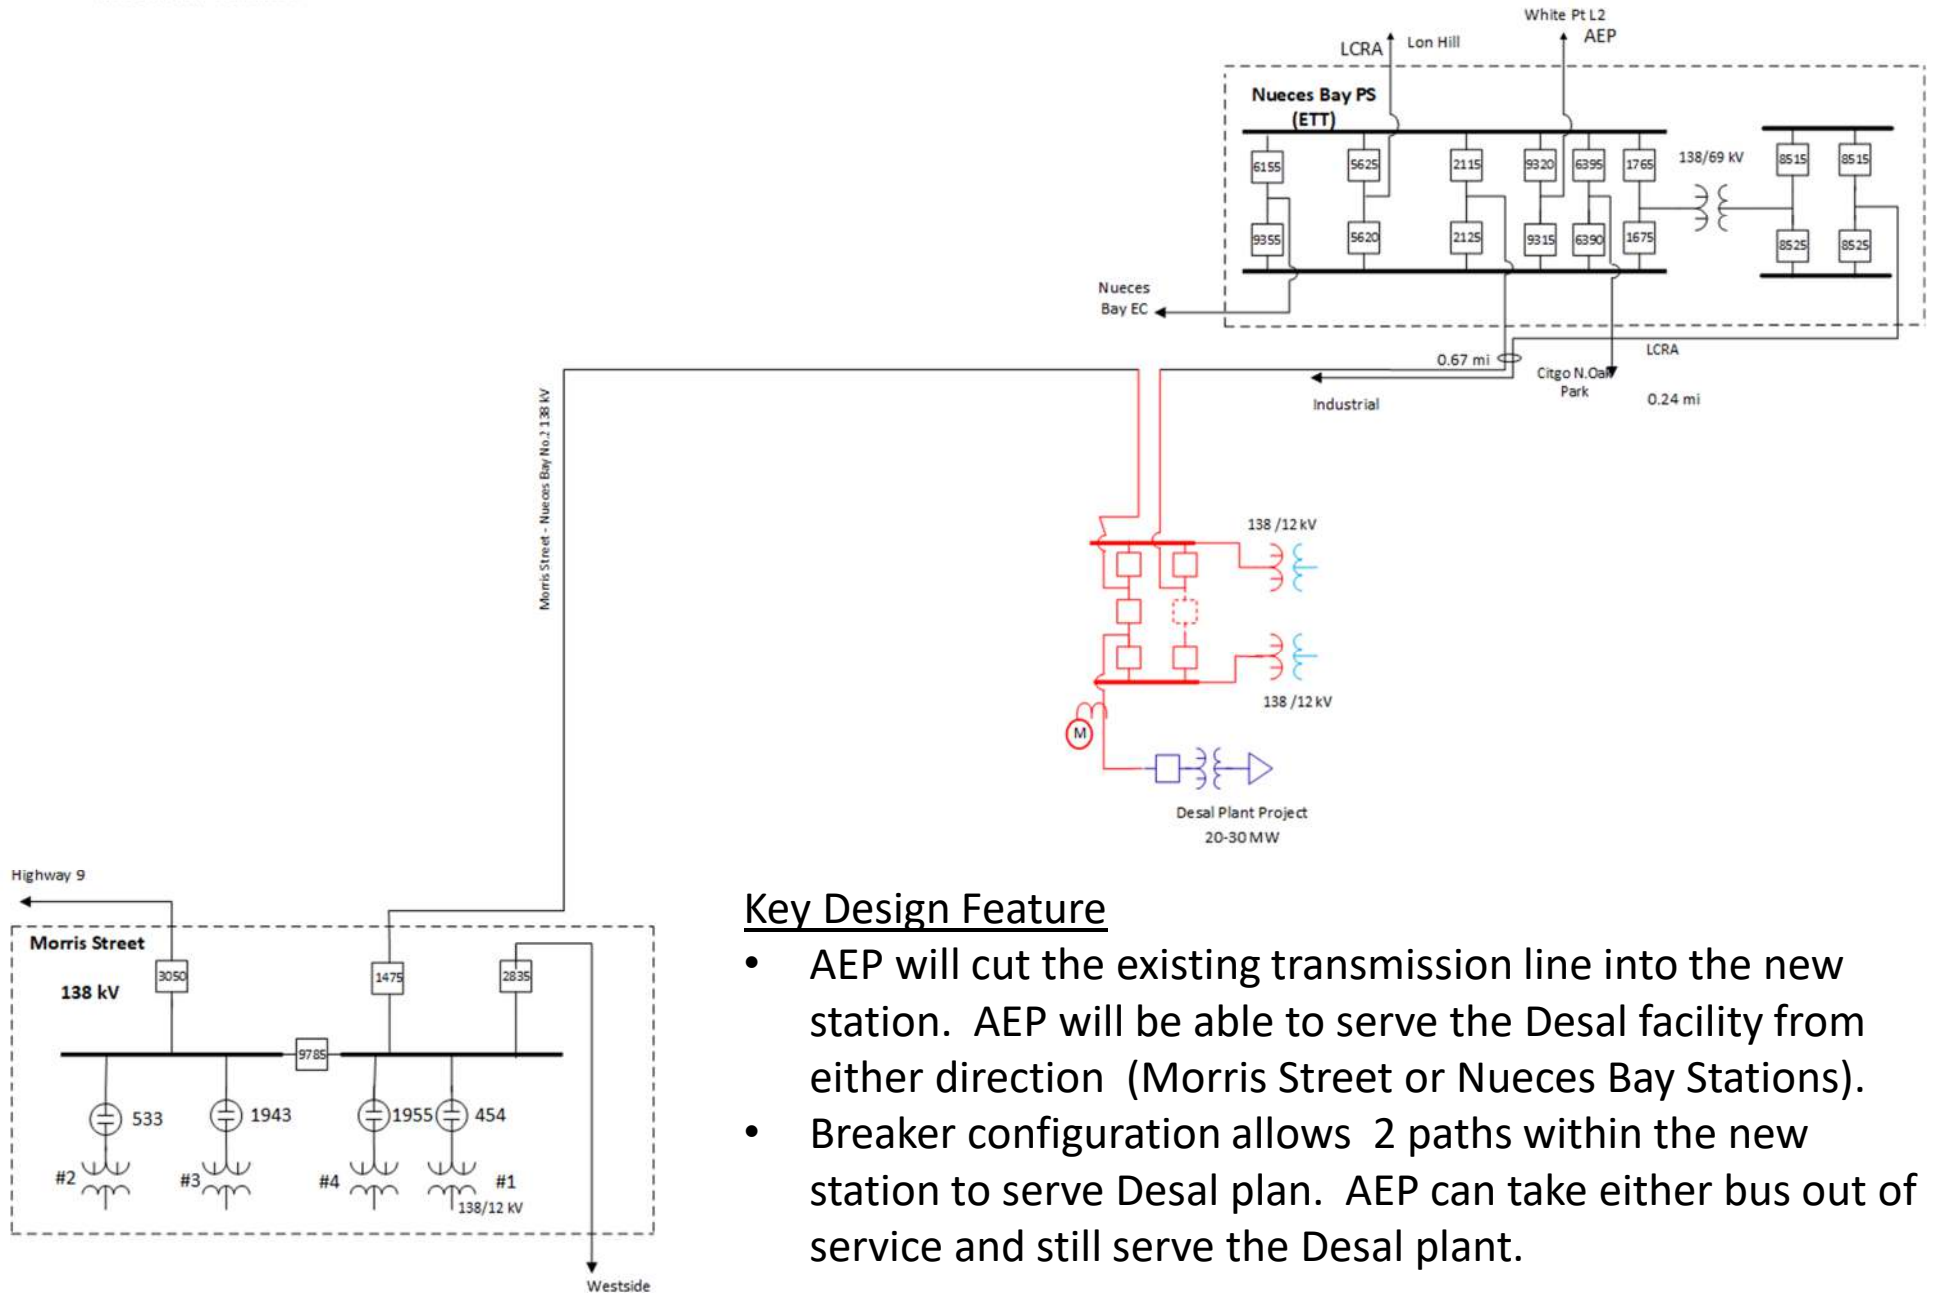 White Pt L2
LCRA
Lon Hill
AEP
Nueces Bay PS
(ETT)
6155
5625
2115
9320
6395
1765
138/69 kV
8515
8515
9355
5620
2125
9315
6390
1675
8525
8525
Nueces
Bay EC
0.67 mi
LCRA
Citgo N.Oak
Park
0.24 mi
Industrial
Morris Street - Nueces Bay No.2 138 kV
138 /12 kV
138 /12 kV
M
Desal Plant Project
20-30 MW
Highway 9
Morris Street
138 kV
3050
1475
2835
9785
533
1943
1955
454
#2
#3
#4
#1
138/12 kV
Westside
Key Design Feature
• AEP will cut the existing transmission line into the new
station. AEP will be able to serve the Desal facility from
either direction (Morris Street or Nueces Bay Stations).
• Breaker configuration allows 2 paths within the new
station to serve Desal plan. AEP can take either bus out of
service and still serve the Desal plant.